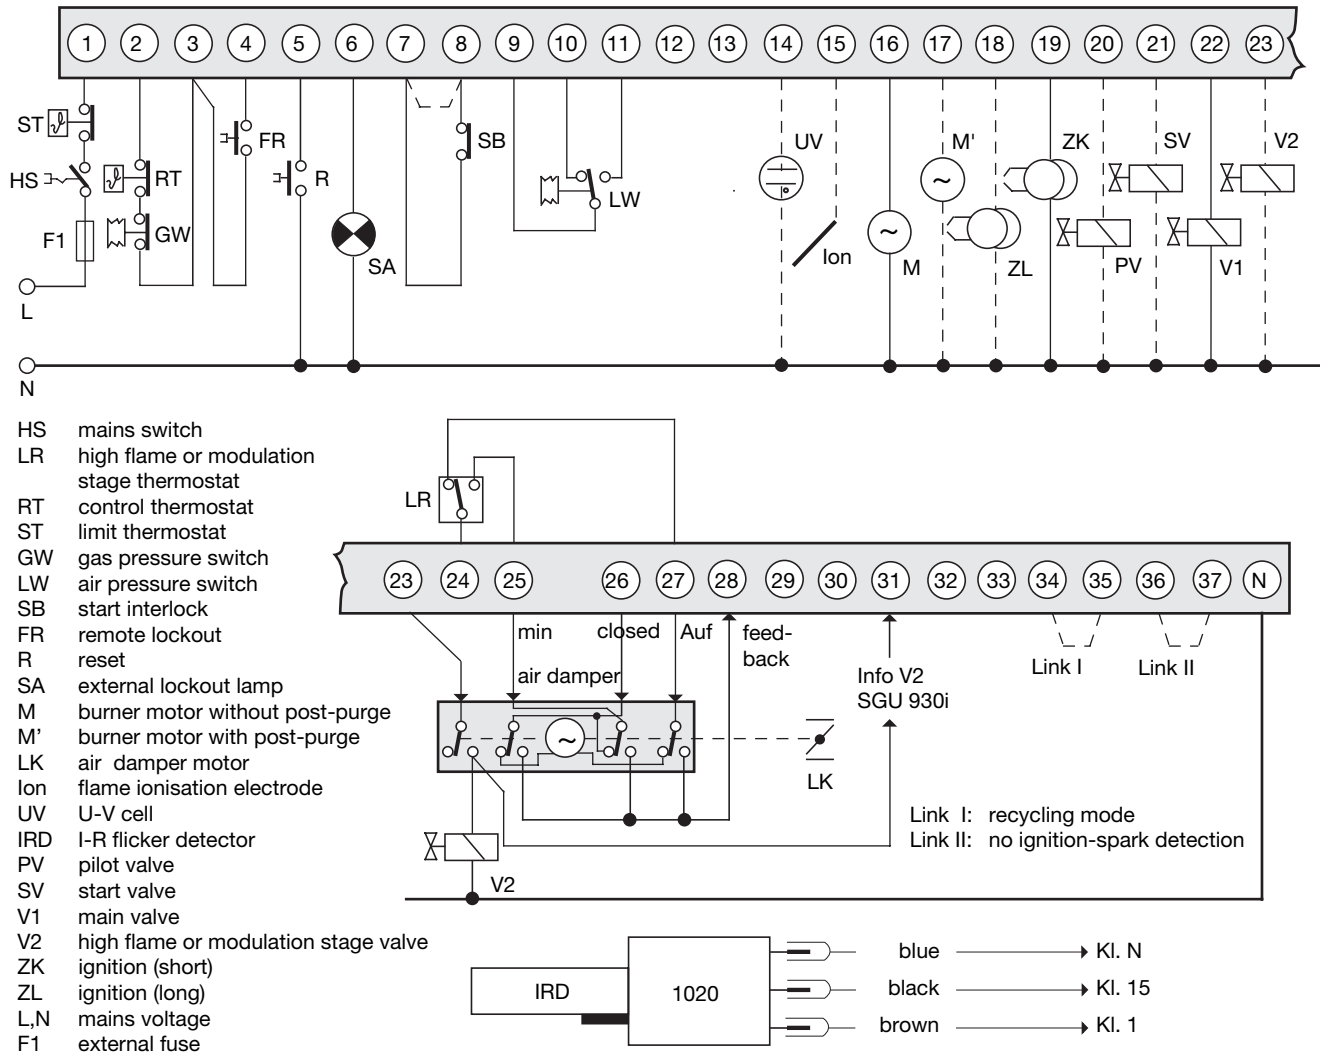 1 2 3 4 5 6 7 8 9 10 11 12 13 14 15 16 17 18 19 20 21 22 23
ST
FR
SB
UV
M'
ZK
SV
V2
HS
RT
R
LW
F1
GW
SA
~
~
Ion
M
ZL
PV
V1
L
N
HS mains switch
LR high flame or modulation
stage thermostat
RT control thermostat
ST limit thermostat
GW gas pressure switch
LW air pressure switch
SB start interlock
FR remote lockout
R reset
SA external lockout lamp
M burner motor without post-purge
M' burner motor with post-purge
LK air damper motor
Ion flame ionisation electrode
UV U-V cell
IRD I-R flicker detector
PV pilot valve
SV start valve
V1 main valve
V2 high flame or modulation stage valve
ZK ignition (short)
ZL ignition (long)
L,N mains voltage
F1 external fuse
LR
23 24 25 26 27 28 29 30 31 32 33 34 35 36 37 N
min
closed
Auf
feed-
back
air damper
Info V2
SGU 930i
Link I
Link II
~
LK
V2
Link I: recycling mode
Link II: no ignition-spark detection
IRD
1020
blue Kl. N
black Kl. 15
brown Kl. 1